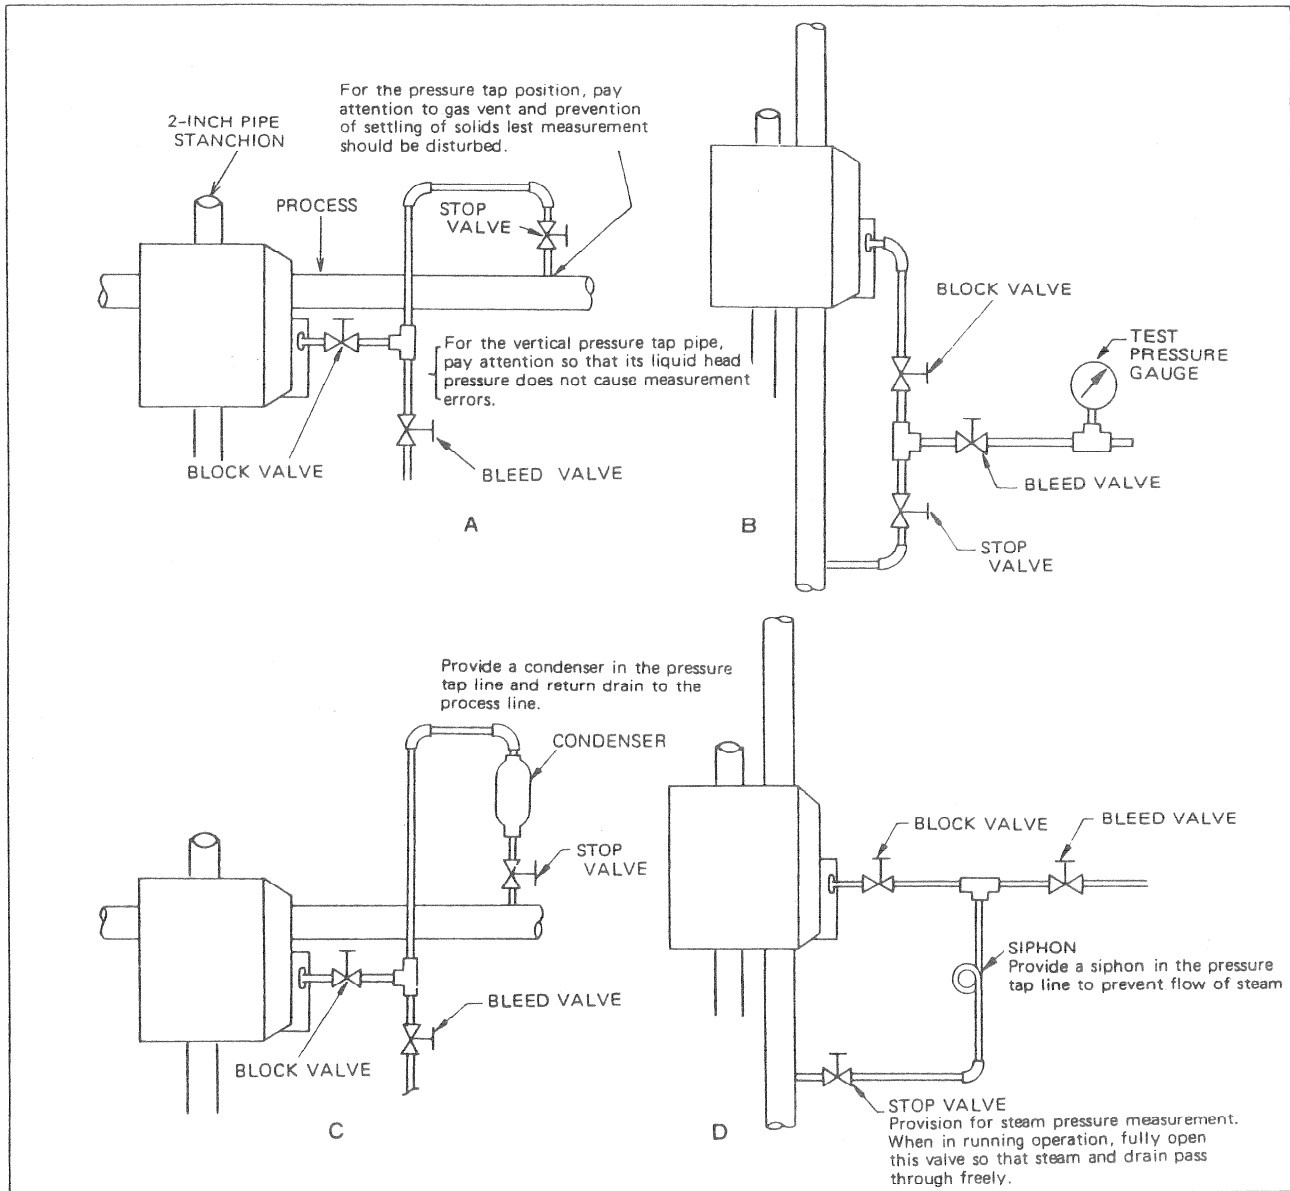 For the pressure tap position, pay
attention to gas vent and prevention
of settling of solids lest measurement
should be disturbed.
2-INCH PIPE
STANCHION
PROCESS
STOP
VALVE
For the vertical pressure tap pipe,
pay attention so that its liquid head
pressure does not cause measurement
errors.
BLOCK VALVE
BLEED VALVE
A
BLOCK VALVE
TEST
PRESSURE
GAUGE
BLEED VALVE
B
STOP
VALVE
Provide a condenser in the pressure
tap line and return drain to the
process line.
CONDENSER
STOP
VALVE
BLEED VALVE
BLOCK VALVE
C
BLOCK VALVE
BLEED VALVE
SIPHON
Provide a siphon in the pressure
tap line to prevent flow of steam
D
STOP VALVE
Provision for steam pressure measurement.
When in running operation, fully open
this valve so that steam and drain pass
through freely.